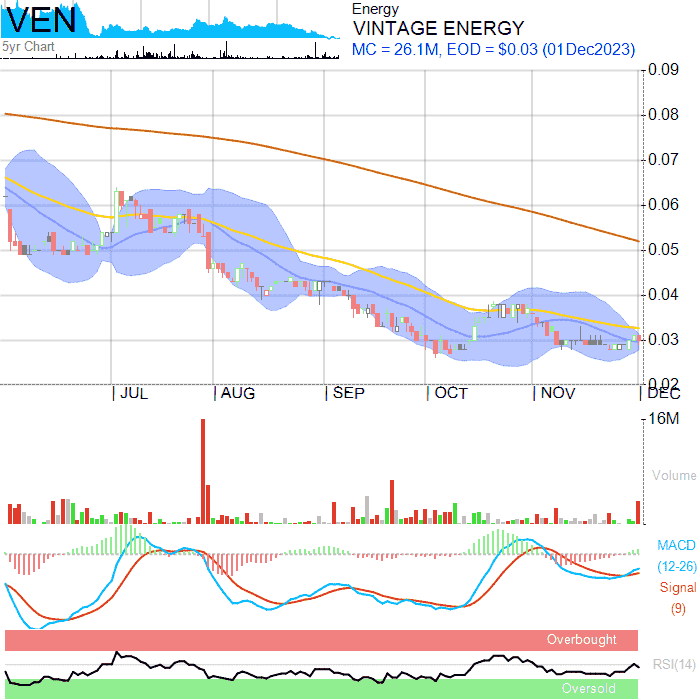 VEN
5yr Chart
Energy
VINTAGE ENERGY
MC = 26.1M, EOD = $0.03 (01Dec2023)
0.09
0.08
0.07
0.06
0.05
0.04
0.03
0.02
JUL
AUG
SEP
OCT
NOV
DEC
16M
Volume
MACD
(12-26)
Signal
(9)
Overbought
RSI(14)
Oversold